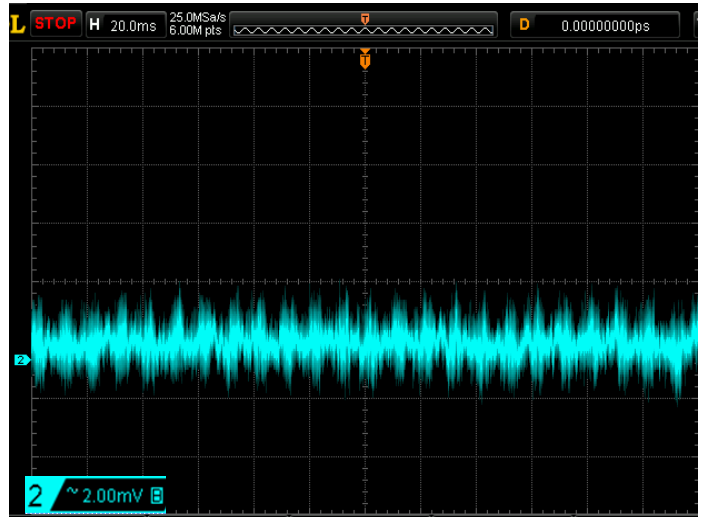 L STOP H 20.0ms 25.0MSa/s T D 0.00000000ps
6.00M pts
T
2
2 ~ 2.00mV B